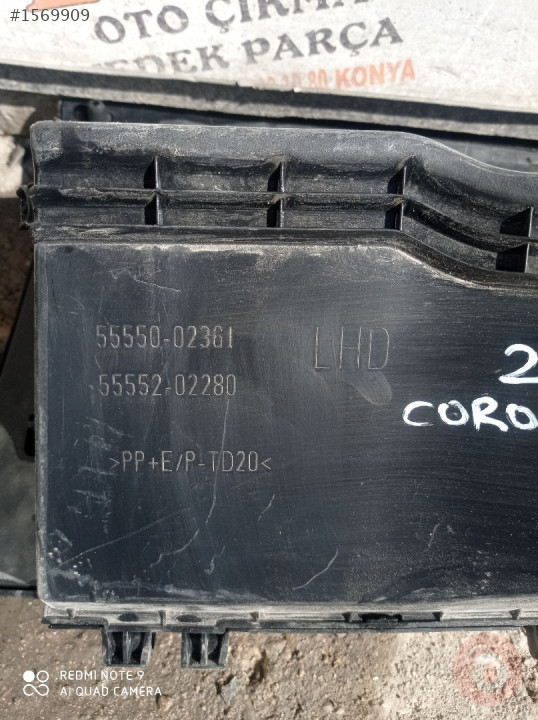 #1569909
OTO ÇIKMA
YEDEK PARÇA
80 KONYA
55550-02361
LHD
55552-02280
2
CORO
>PP+E/P-TD20<
REDMI NOTE 9
AI QUAD CAMERA